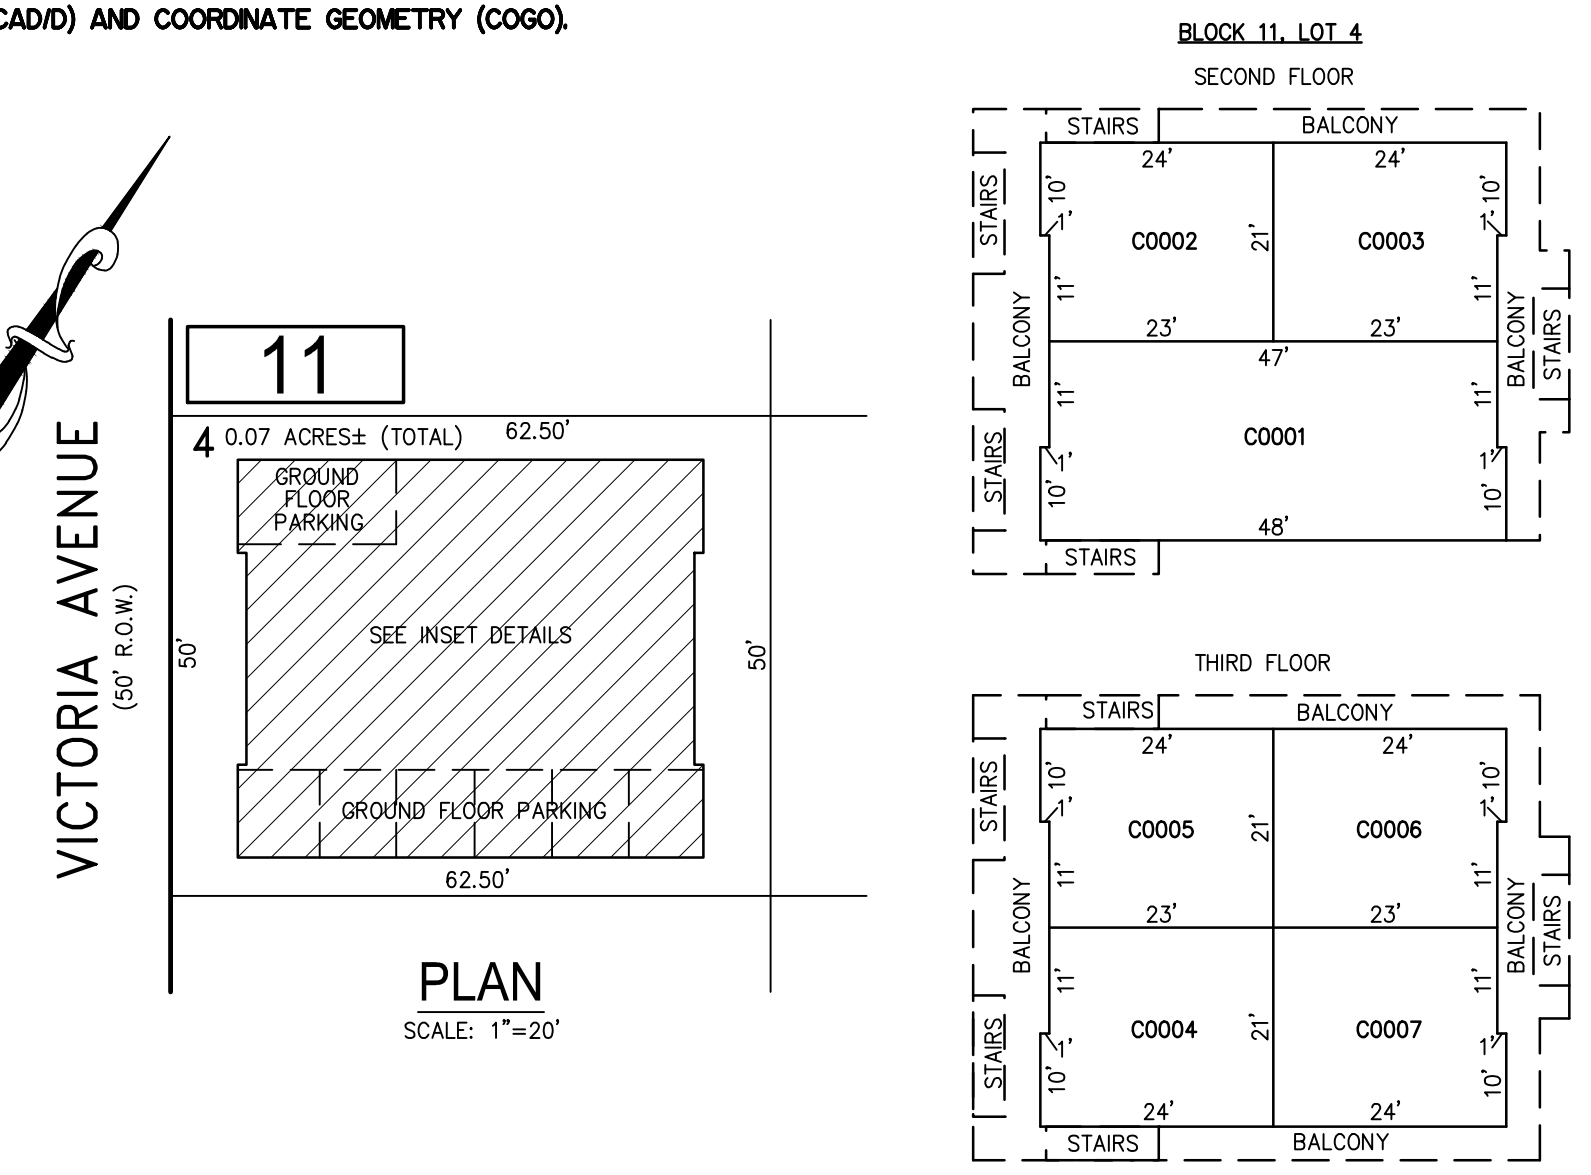 CAD/D) AND COORDINATE GEOMETRY (COGO).
11
4 0.07 ACRES± (TOTAL) 62.50'
GROUND
FLOOR
PARKING
VICTORIA AVENUE
(50' R.O.W.)
50'
SEE INSET DETAILS
50'
GROUND FLOOR PARKING
62.50'
PLAN
SCALE: 1"=20'
BLOCK 11, LOT 4
SECOND FLOOR
STAIRS BALCONY
24' 24'
STAIRS 10' 10'
1' 1'
C0002 21' C0003
11' 11'
23' 23'
BALCONY 47' BALCONY STAIRS
11' 11'
C0001
1' 1'
STAIRS 10' 10'
48'
STAIRS
THIRD FLOOR
STAIRS BALCONY
24' 24'
STAIRS 10' 10'
1' 1'
C0005 21' C0006
11' 11'
23' 23'
BALCONY BALCONY STAIRS
11' 11'
C0004 21' C0007
1' 1'
STAIRS 10' 10'
24' 24'
STAIRS BALCONY